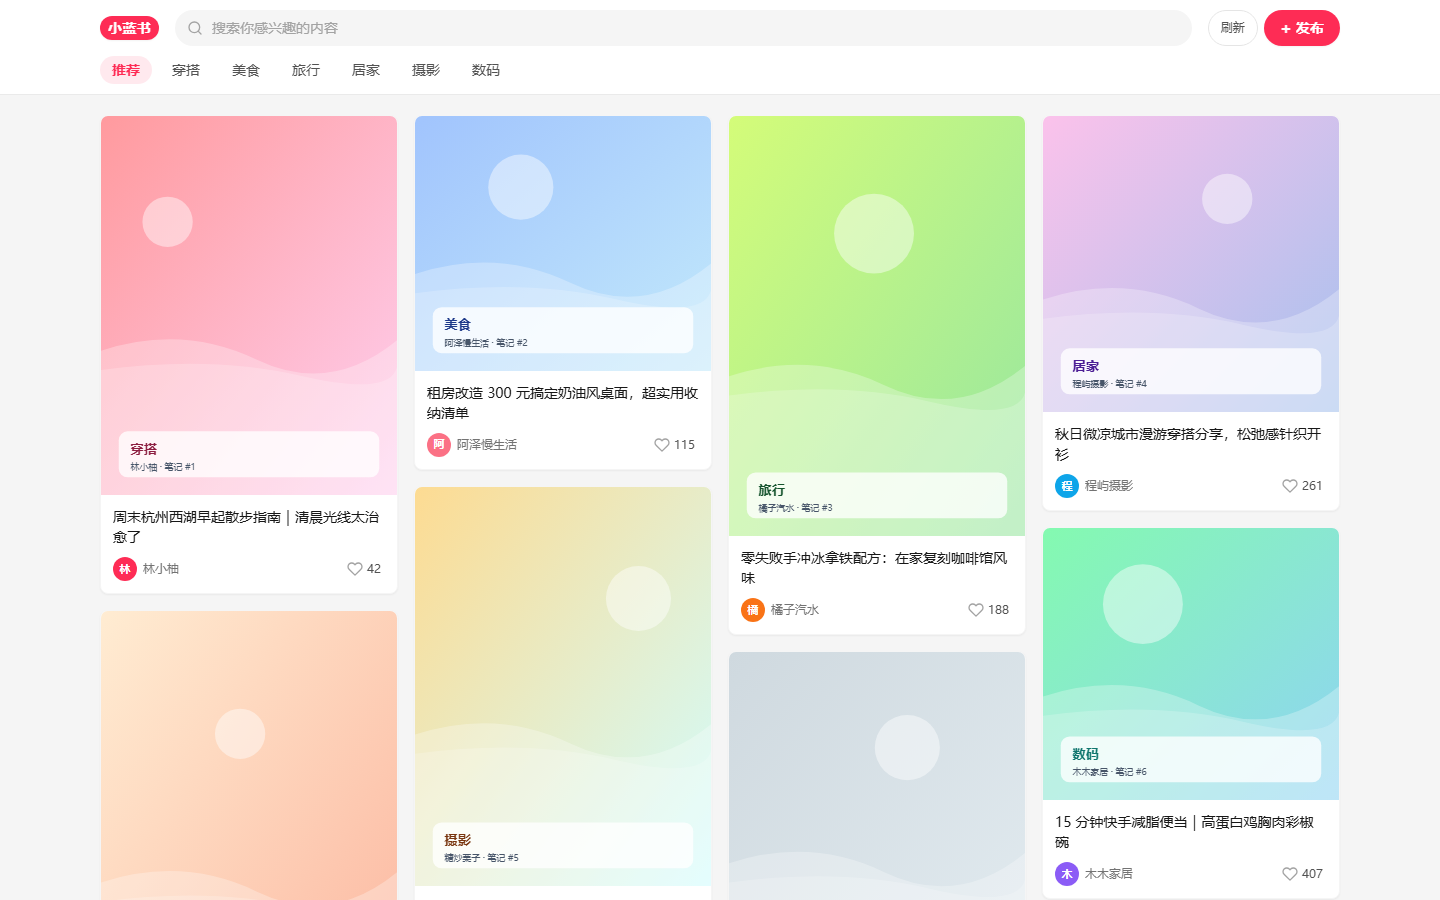 小蓝书
搜索你感兴趣的内容
刷新
+ 发布
推荐
穿搭
美食
旅行
居家
摄影
数码
穿搭
林小柚 · 笔记 #1
周末杭州西湖早起散步指南｜清晨光线太治
愈了
林
林小柚
42
美食
阿泽慢生活 · 笔记 #2
租房改造 300 元搞定奶油风桌面，超实用收
纳清单
阿
阿泽慢生活
115
旅行
橘子汽水 · 笔记 #3
零失败手冲冰拿铁配方：在家复刻咖啡馆风
味
橘
橘子汽水
188
居家
程屿摄影 · 笔记 #4
秋日微凉城市漫游穿搭分享，松弛感针织开
衫
程
程屿摄影
261
摄影
糖炒栗子 · 笔记 #5
数码
木木家居 · 笔记 #6
15 分钟快手减脂便当｜高蛋白鸡胸肉彩椒
碗
木
木木家居
407